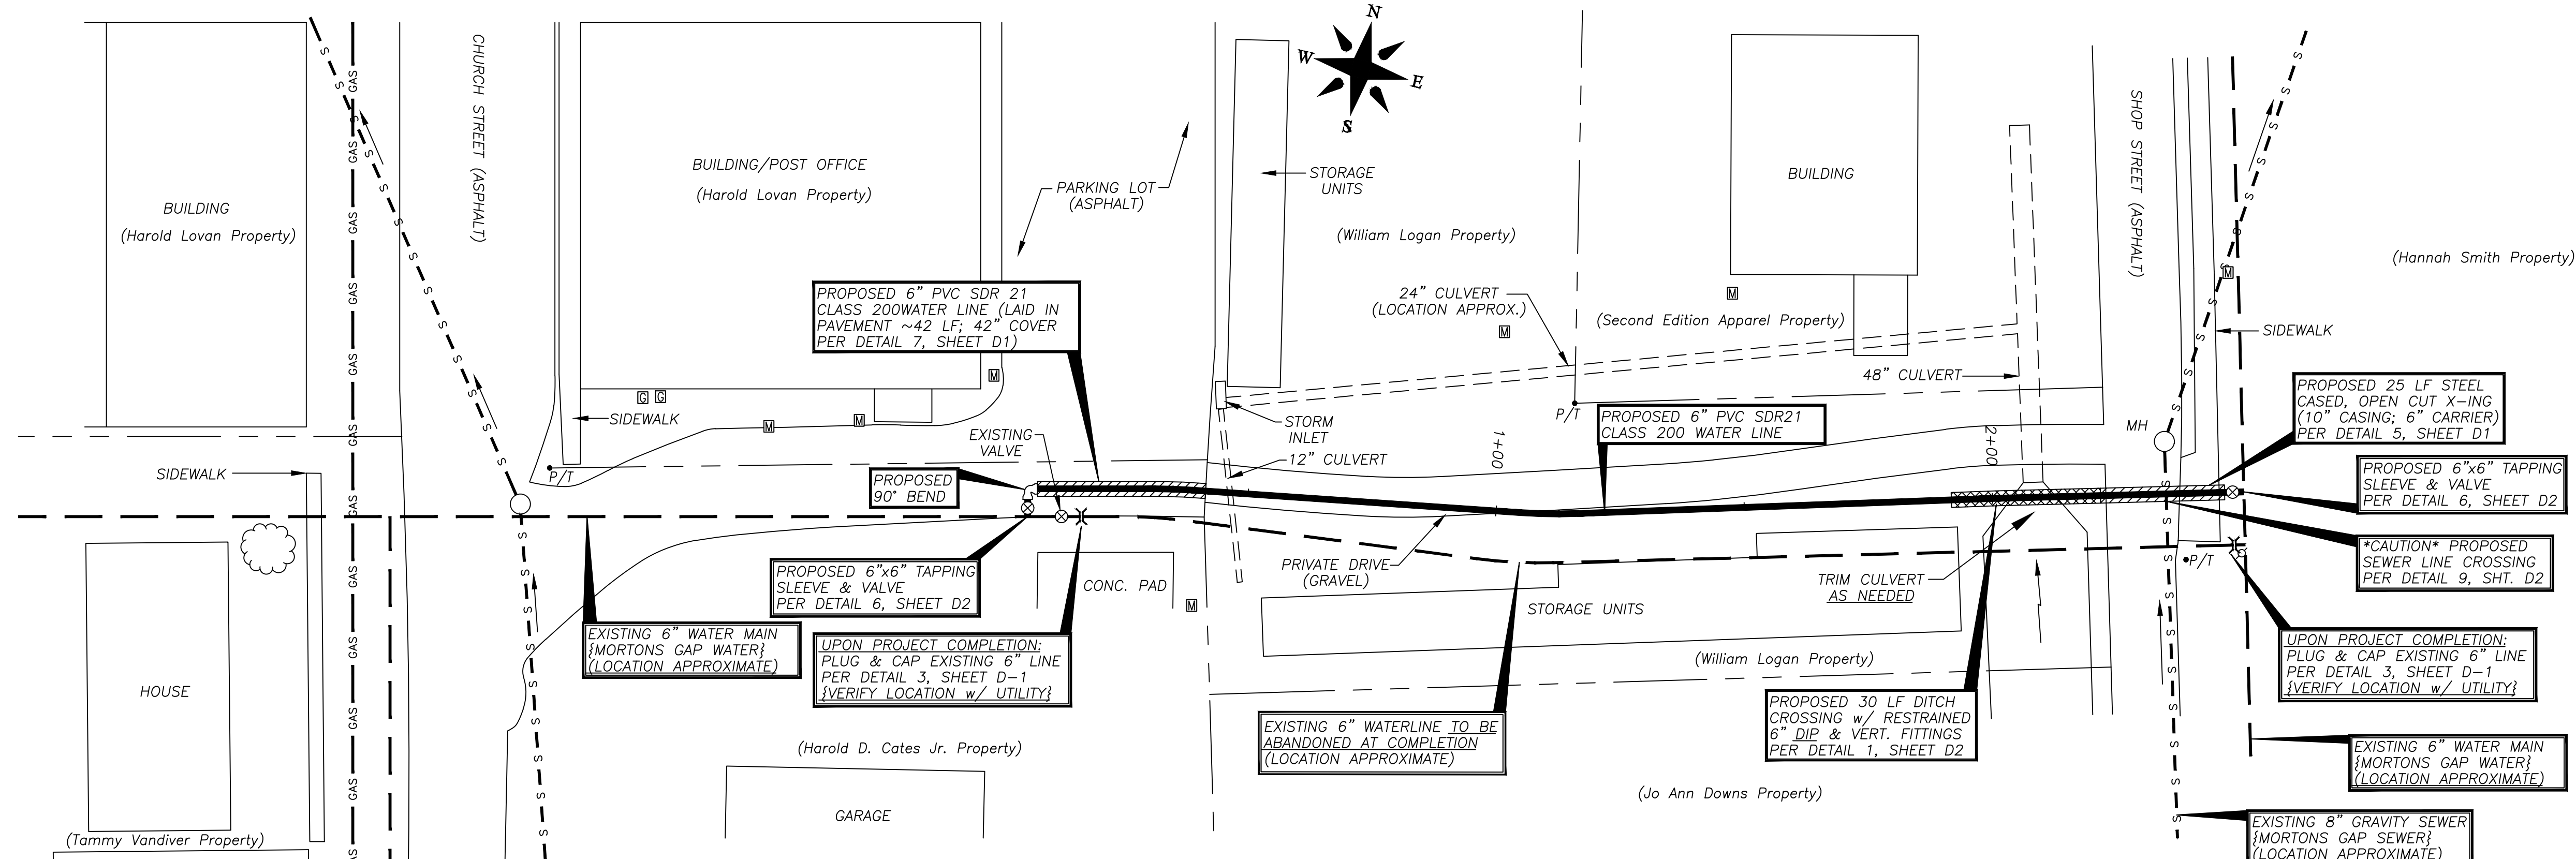 N
W
E
S
CHURCH STREET (ASPHALT)
SHOP STREET (ASPHALT)
BUILDING
(Harold Lovan Property)
BUILDING/POST OFFICE
(Harold Lovan Property)
PARKING LOT
(ASPHALT)
STORAGE
UNITS
(William Logan Property)
BUILDING
(Hannah Smith Property)
PROPOSED 6" PVC SDR 21
CLASS 200WATER LINE (LAID IN
PAVEMENT ~42 LF; 42" COVER
PER DETAIL 7, SHEET D1)
24" CULVERT
(LOCATION APPROX.)
(Second Edition Apparel Property)
SIDEWALK
48" CULVERT
PROPOSED 25 LF STEEL
CASED, OPEN CUT X-ING
(10" CASING; 6" CARRIER)
PER DETAIL 5, SHEET D1
SIDEWALK
EXISTING
VALVE
STORM
INLET
P/T
PROPOSED 6" PVC SDR21
CLASS 200 WATER LINE
MH
1+00
2+00
12" CULVERT
SIDEWALK
P/T
PROPOSED
90° BEND
PROPOSED 6"x6" TAPPING
SLEEVE & VALVE
PER DETAIL 6, SHEET D2
*CAUTION* PROPOSED
SEWER LINE CROSSING
PER DETAIL 9, SHT. D2
P/T
PROPOSED 6"x6" TAPPING
SLEEVE & VALVE
PER DETAIL 6, SHEET D2
CONC. PAD
PRIVATE DRIVE
(GRAVEL)
TRIM CULVERT
AS NEEDED
STORAGE UNITS
EXISTING 6" WATER MAIN
{MORTONS GAP WATER}
(LOCATION APPROXIMATE)
UPON PROJECT COMPLETION:
PLUG & CAP EXISTING 6" LINE
PER DETAIL 3, SHEET D-1
{VERIFY LOCATION w/ UTILITY}
UPON PROJECT COMPLETION:
PLUG & CAP EXISTING 6" LINE
PER DETAIL 3, SHEET D-1
{VERIFY LOCATION w/ UTILITY}
(William Logan Property)
HOUSE
PROPOSED 30 LF DITCH
CROSSING w/ RESTRAINED
6" DIP & VERT. FITTINGS
PER DETAIL 1, SHEET D2
EXISTING 6" WATERLINE TO BE
ABANDONED AT COMPLETION
(LOCATION APPROXIMATE)
EXISTING 6" WATER MAIN
{MORTONS GAP WATER}
(LOCATION APPROXIMATE)
(Harold D. Cates Jr. Property)
(Jo Ann Downs Property)
GARAGE
(Tammy Vandiver Property)
EXISTING 8" GRAVITY SEWER
{MORTONS GAP SEWER}
(LOCATION APPROXIMATE)
GAS
GAS
GAS
GAS
GAS
GAS
GAS
GAS
GAS
GAS
GAS
G
G
M
M
M
M
M
M
M